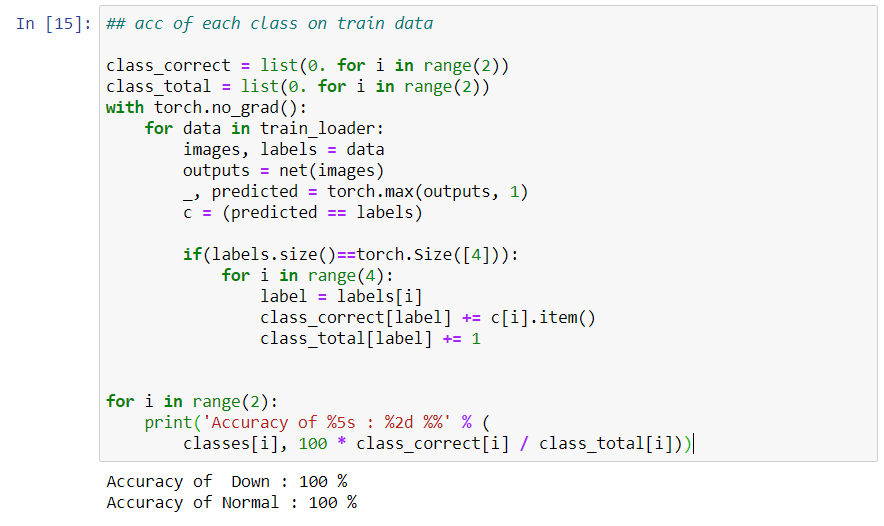 In [15]: ## acc of each class on train data
class_correct = list(0. for i in range(2))
class_total = list(0. for i in range(2))
with torch.no_grad():
    for data in train_loader:
        images, labels = data
        outputs = net(images)
        _, predicted = torch.max(outputs, 1)
        c = (predicted == labels)
        if(labels.size()==torch.Size([4])):
            for i in range(4):
                label = labels[i]
                class_correct[label] += c[i].item()
                class_total[label] += 1
for i in range(2):
    print('Accuracy of %5s : %2d %%' % (
        classes[i], 100 * class_correct[i] / class_total[i]))
Accuracy of  Down : 100 %
Accuracy of Normal : 100 %